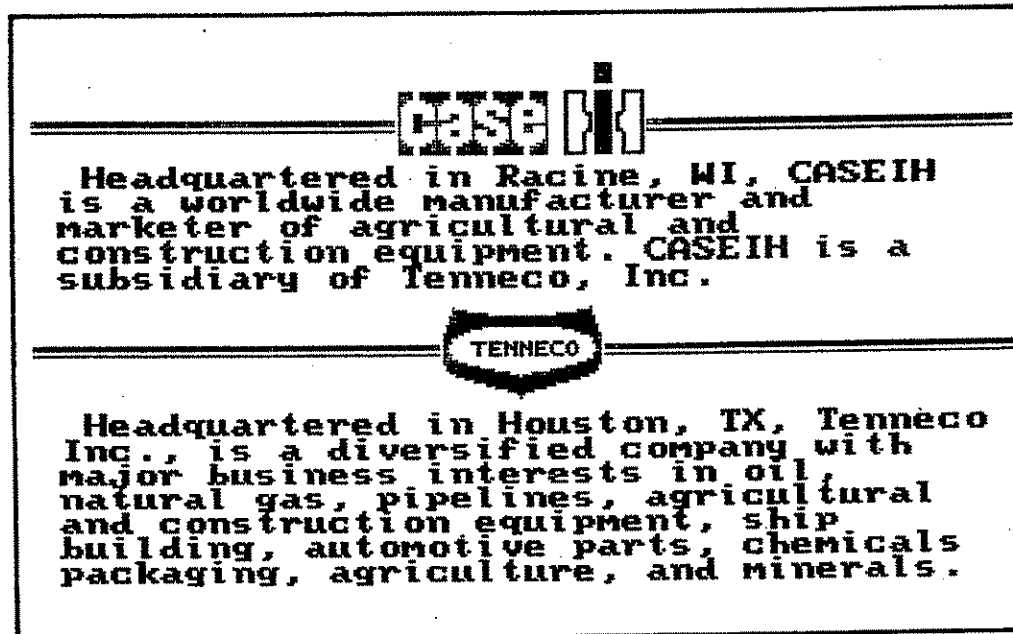 CASE IH
Headquartered in Racine, WI, CASEIH
is a worldwide manufacturer and
marketer of agricultural and
construction equipment. CASEIH is a
subsidiary of Tenneco, Inc.
TENNECO
Headquartered in Houston, TX, Tenneco
Inc., is a diversified company with
major business interests in oil,
natural gas, pipelines, agricultural
and construction equipment, ship
building, automotive parts, chemicals
packaging, agriculture, and minerals.